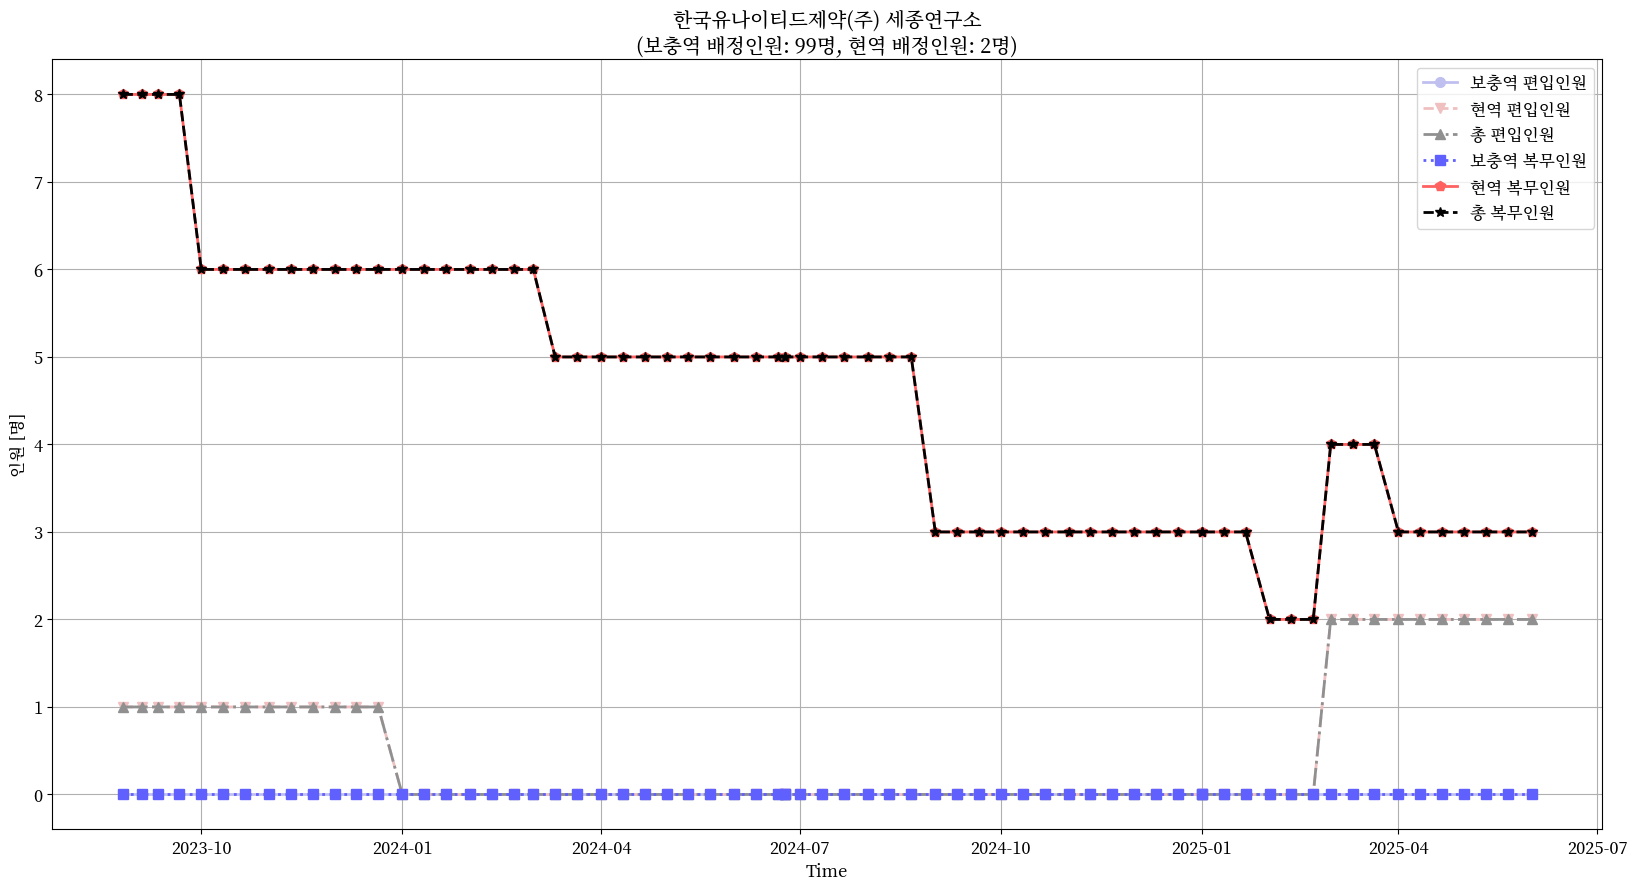 한국유나이티드제약(주) 세종연구소
(보충역 배정인원: 99명, 현역 배정인원: 2명)
보충역 편입인원
현역 편입인원
총 편입인원
보충역 복무인원
현역 복무인원
총 복무인원
인원 [명]
8
7
6
5
4
3
2
1
0
2023-10
2024-01
2024-04
2024-07
2024-10
2025-01
2025-04
2025-07
Time